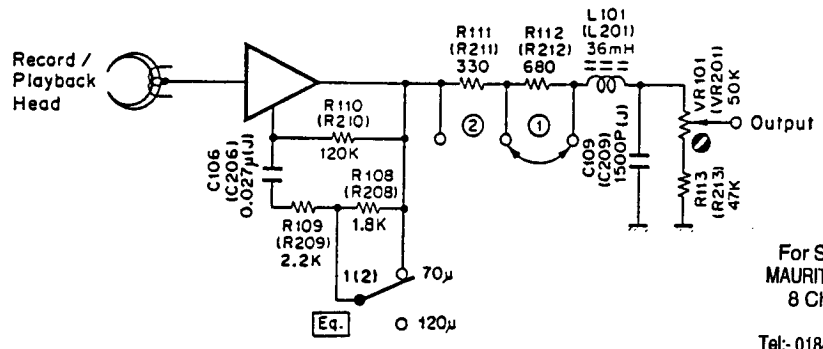 Record /
Playback
Head
R110
(R210)
120K
C106
(C206)
0.027μ(J)
R109
(R209)
2.2K
R108
(R208)
1.8K
1(2)
70μ
Eq.
120μ
R111
(R211)
330
②
R112
(R212)
680
①
L101
(L201)
36mH
C109
(C209)
1500P(J)
VR101
(VR201)
50K
Output
R113
(R213)
47K
For S
MAURIT
8 Ch
Tel:- 018